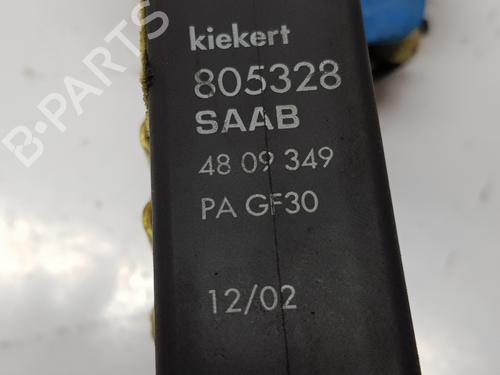 kiekert
805328
SAAB
48 09 349
PA GF30
12/02
B-PARTS